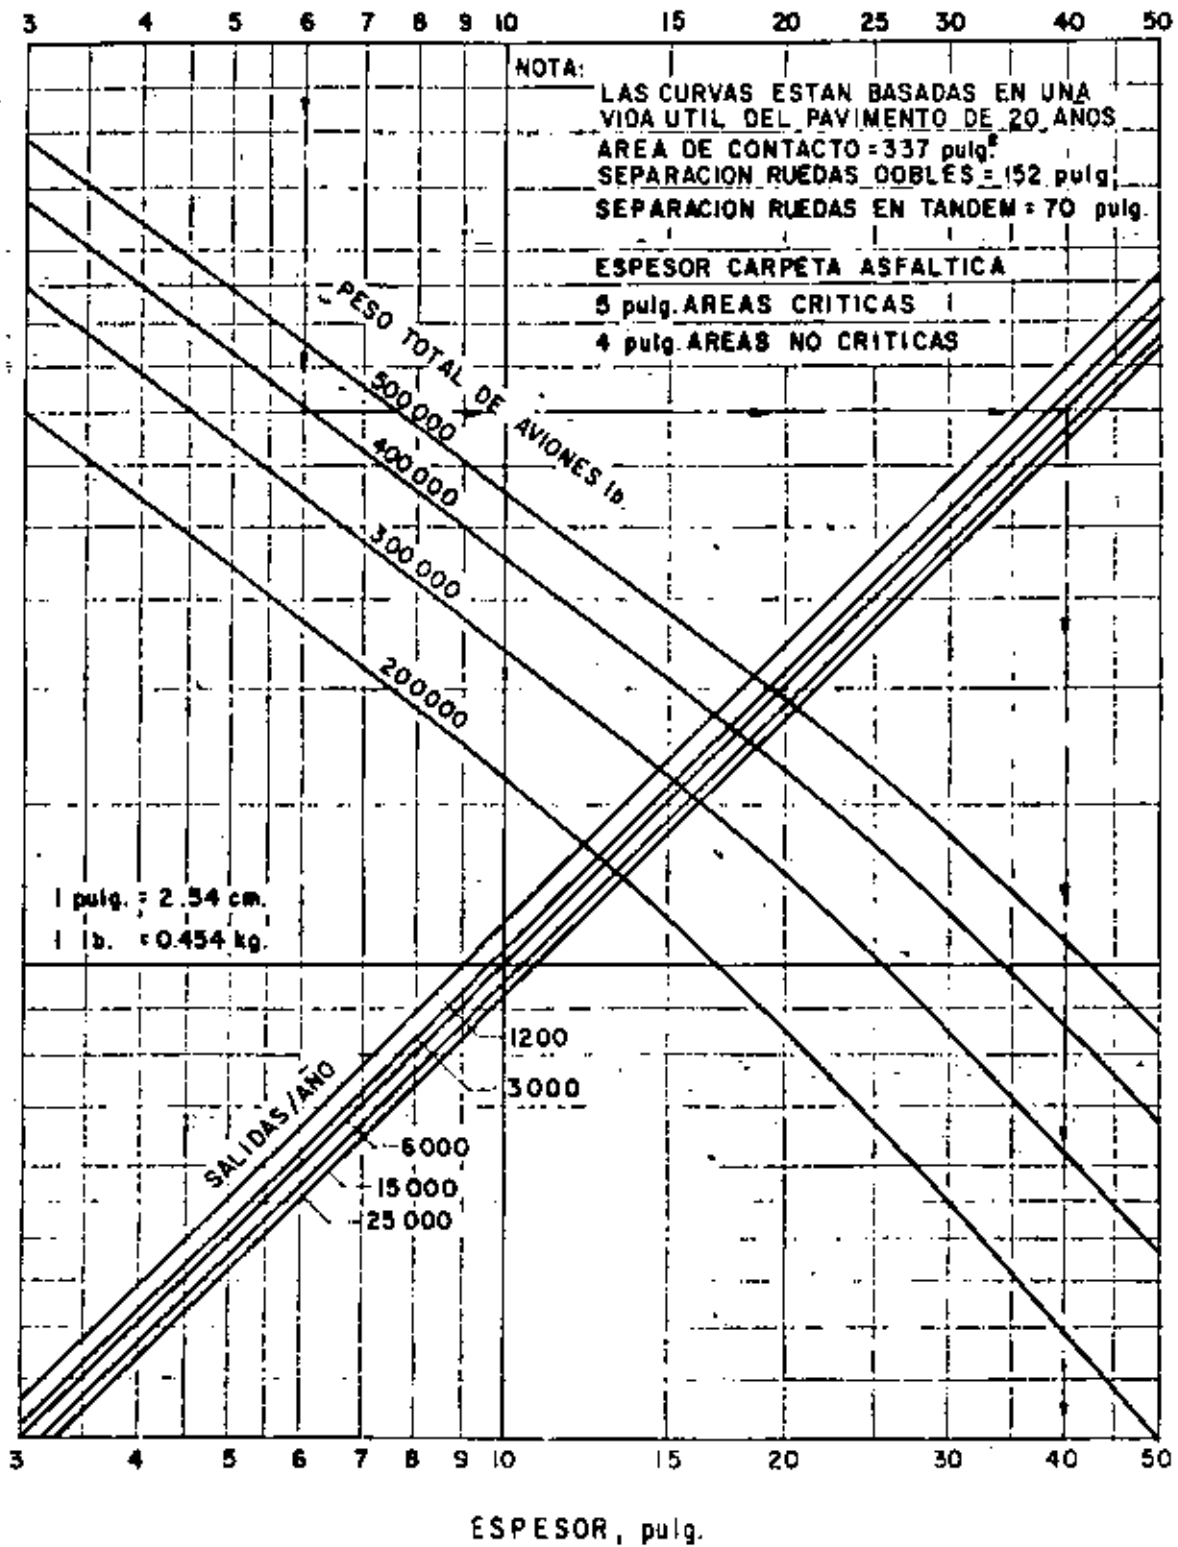 3 4 5 6 7 8 9 10 15 20 25 30 40 50
NOTA:
LAS CURVAS ESTAN BASADAS EN UNA
VIDA UTIL DEL PAVIMENTO DE 20 AÑOS
AREA DE CONTACTO = 337 pulg.²
SEPARACION RUEDAS DOBLES = 152 pulg.
SEPARACION RUEDAS EN TANDEM = 70 pulg.
ESPESOR CARPETA ASFALTICA
5 pulg. AREAS CRITICAS
4 pulg. AREAS NO CRITICAS
PESO TOTAL DE AVIONES lb.
500 000
400 000
300 000
200000
1 pulg. = 2.54 cm.
1 lb. = 0.454 kg.
SALIDAS/AÑO
1200
3000
6000
15 000
25 000
3 4 5 6 7 8 9 10 15 20 30 40 50
ESPESOR, pulg.